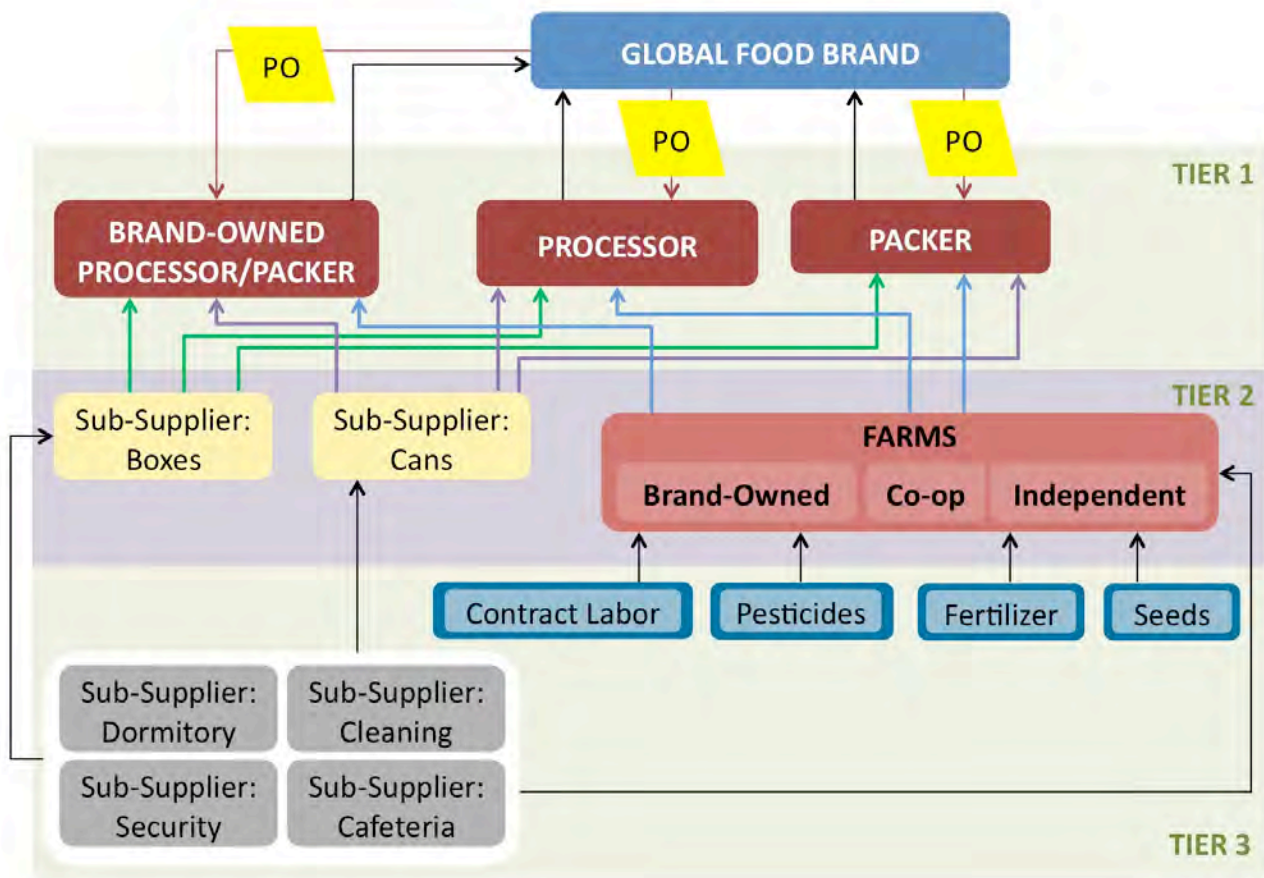 GLOBAL FOOD BRAND
PO
PO
PO
TIER 1
BRAND-OWNED
PROCESSOR/PACKER
PROCESSOR
PACKER
TIER 2
Sub-Supplier:
Boxes
Sub-Supplier:
Cans
FARMS
Brand-Owned
Co-op
Independent
Contract Labor
Pesticides
Fertilizer
Seeds
Sub-Supplier:
Dormitory
Sub-Supplier:
Cleaning
Sub-Supplier:
Security
Sub-Supplier:
Cafeteria
TIER 3